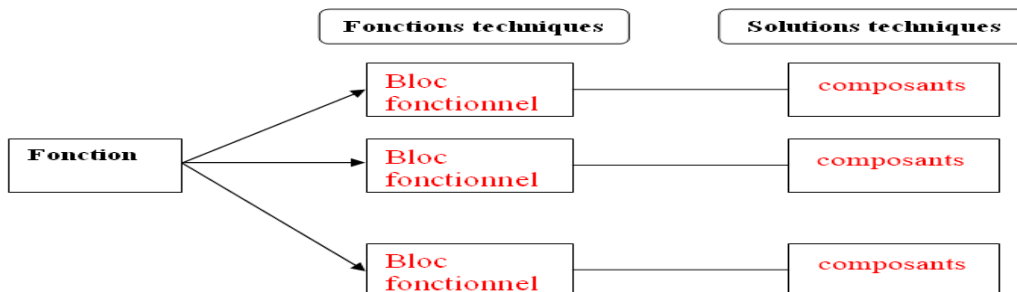 Fonctions techniques
Solutions techniques
Bloc
fonctionnel
composants
Fonction
Bloc
fonctionnel
composants
Bloc
fonctionnel
composants